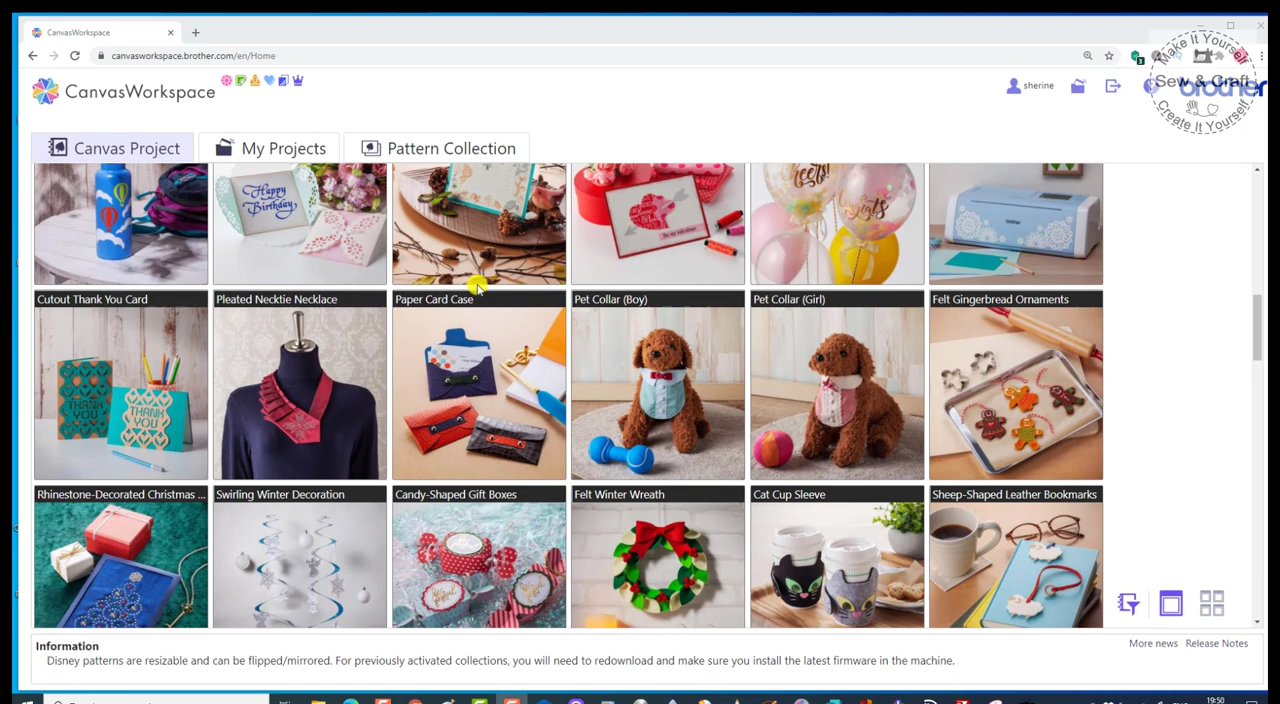 CanvasWorkspace
canvasworkspace.brother.com/en/Home
CanvasWorkspace
sherine
brother
Make It Yourself
Sew & Craft
Create It Yourself
Canvas Project
My Projects
Pattern Collection
Happy Birthday
Cheers!
brother
Cutout Thank You Card
Pleated Necktie Necklace
Paper Card Case
Pet Collar (Boy)
Pet Collar (Girl)
Felt Gingerbread Ornaments
THANK YOU
THANK YOU
Rhinestone-Decorated Christmas ...
Swirling Winter Decoration
Candy-Shaped Gift Boxes
Felt Winter Wreath
Cat Cup Sleeve
Sheep-Shaped Leather Bookmarks
Information
More news
Release Notes
Disney patterns are resizable and can be flipped/mirrored. For previously activated collections, you will need to redownload and make sure you install the latest firmware in the machine.
19:50